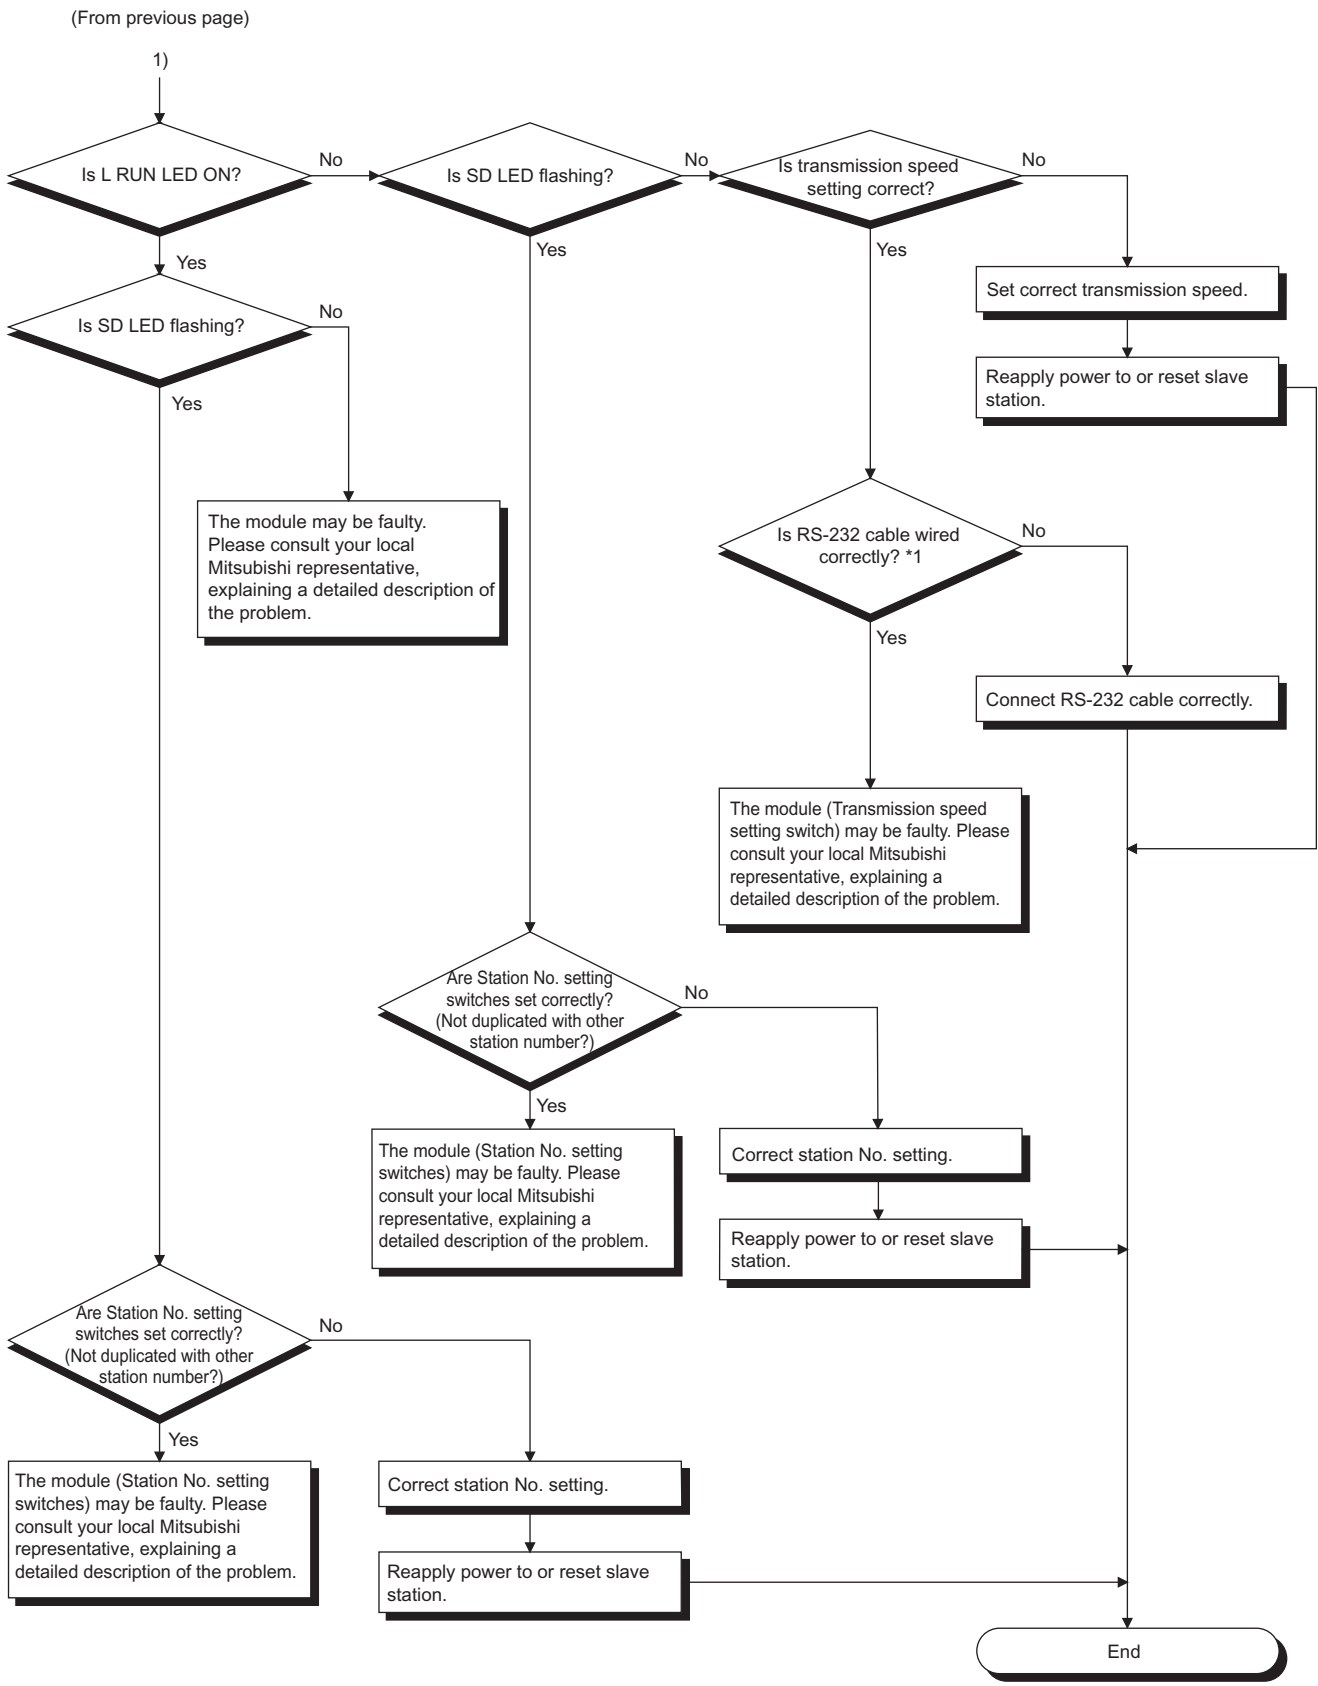 (From previous page)
1)
Is L RUN LED ON?
No
Is SD LED flashing?
No
Is transmission speed
setting correct?
No
Yes
Yes
Yes
Set correct transmission speed.
Reapply power to or reset slave
station.
Is SD LED flashing?
No
Yes
The module may be faulty.
Please consult your local
Mitsubishi representative,
explaining a detailed description of
the problem.
Is RS-232 cable wired
correctly? *1
No
Yes
Connect RS-232 cable correctly.
The module (Transmission speed
setting switch) may be faulty. Please
consult your local Mitsubishi
representative, explaining a
detailed description of the problem.
Are Station No. setting
switches set correctly?
(Not duplicated with other
station number?)
No
Yes
The module (Station No. setting
switches) may be faulty. Please
consult your local Mitsubishi
representative, explaining a
detailed description of the problem.
Correct station No. setting.
Reapply power to or reset slave
station.
Are Station No. setting
switches set correctly?
(Not duplicated with other
station number?)
No
Yes
The module (Station No. setting
switches) may be faulty. Please
consult your local Mitsubishi
representative, explaining a
detailed description of the problem.
Correct station No. setting.
Reapply power to or reset slave
station.
End